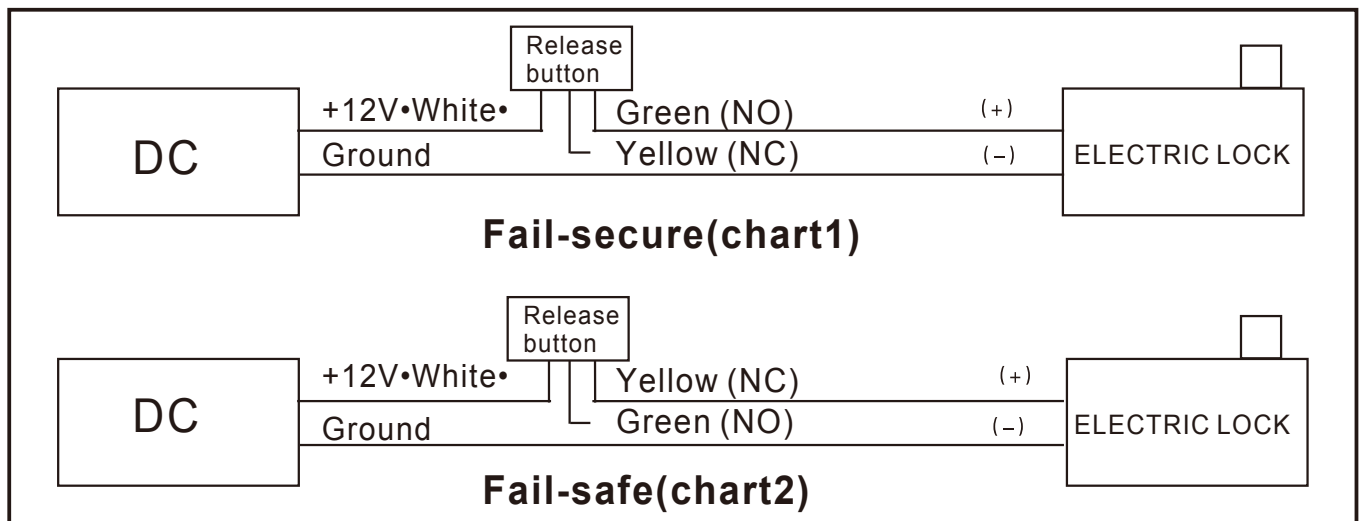 Release
button
+12V•White•
Green (NO)
(+)
DC
Ground
Yellow (NC)
(-)
ELECTRIC LOCK
Fail-secure(chart1)
Release
button
+12V•White•
Yellow (NC)
(+)
DC
Ground
Green (NO)
(-)
ELECTRIC LOCK
Fail-safe(chart2)